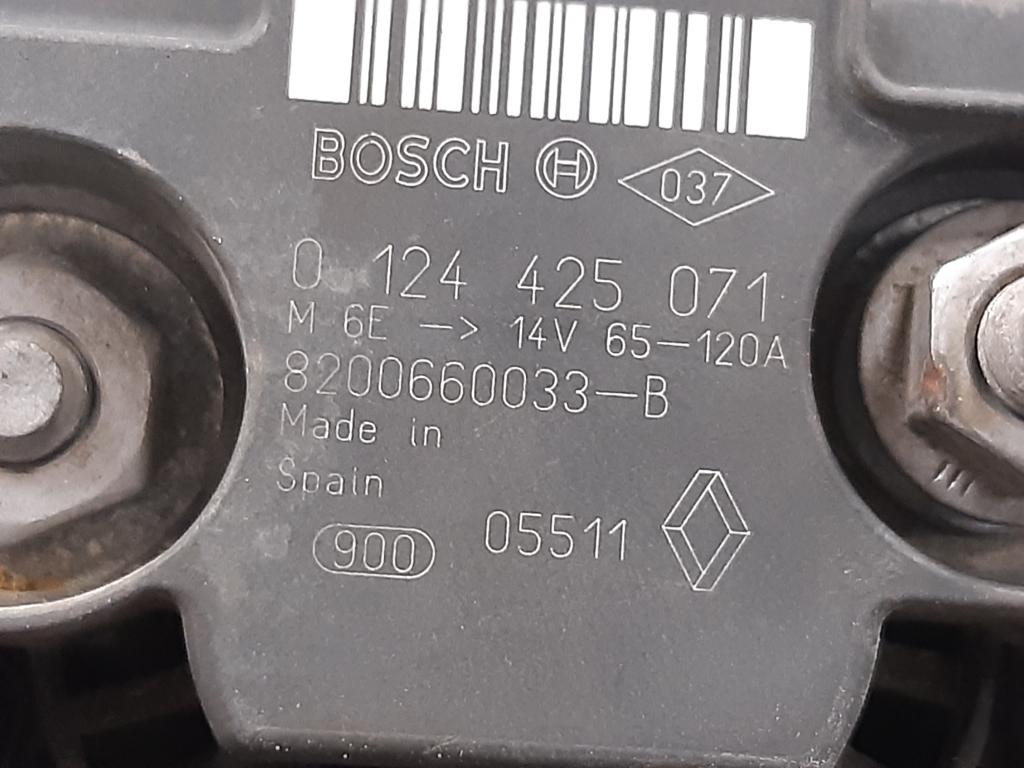 BOSCH H 037
0 124 425 071
M 6E -> 14V 65-120A
8200660033-B
Made in
Spain
900 05511